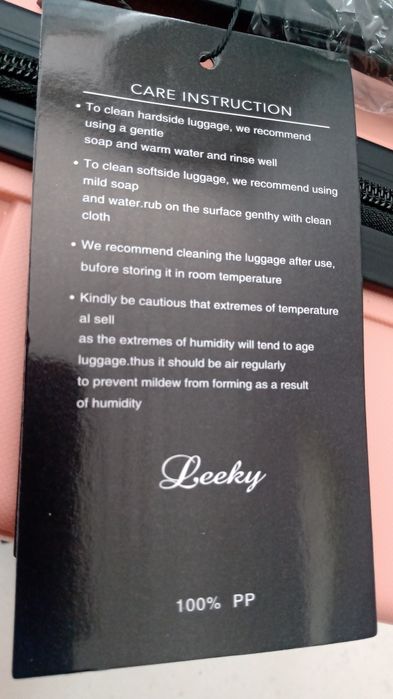 CARE INSTRUCTION
• To clean hardside luggage, we recommend
using a gentle
soap and warm water and rinse well
• To clean softside luggage, we recommend using
mild soap
and water.rub on the surface genthy with clean
cloth
• We recommend cleaning the luggage after use,
bufore storing it in room temperature
• Kindly be cautious that extremes of temperature
al sell
as the extremes of humidity will tend to age
luggage.thus it should be air regularly
to prevent mildew from forming as a result
of humidity
Leeky
100% PP